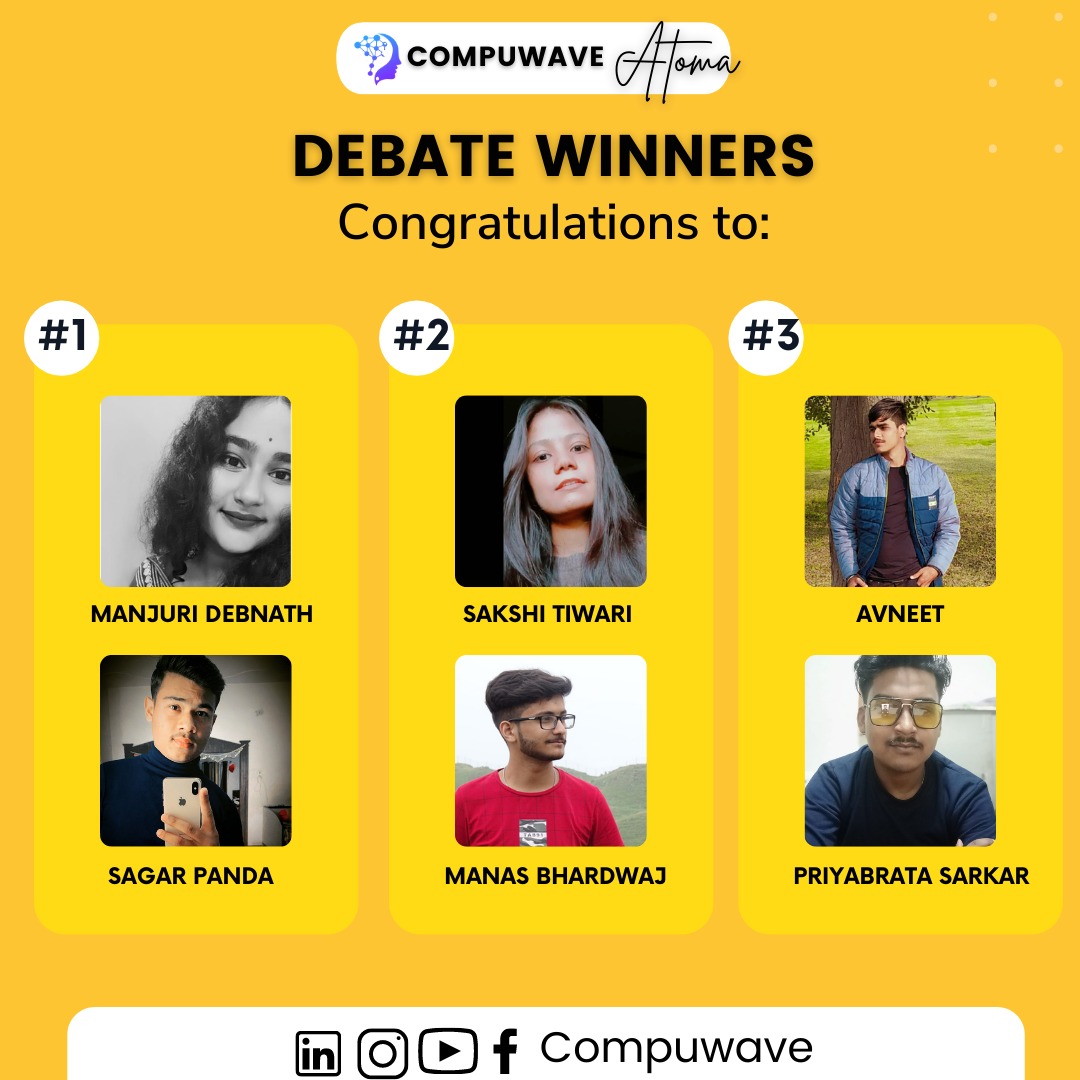 COMPUWAVE Atoma
DEBATE WINNERS
Congratulations to:
#1
#2
#3
MANJURI DEBNATH
SAKSHI TIWARI
AVNEET
SAGAR PANDA
MANAS BHARDWAJ
PRIYABRATA SARKAR
in f Compuwave